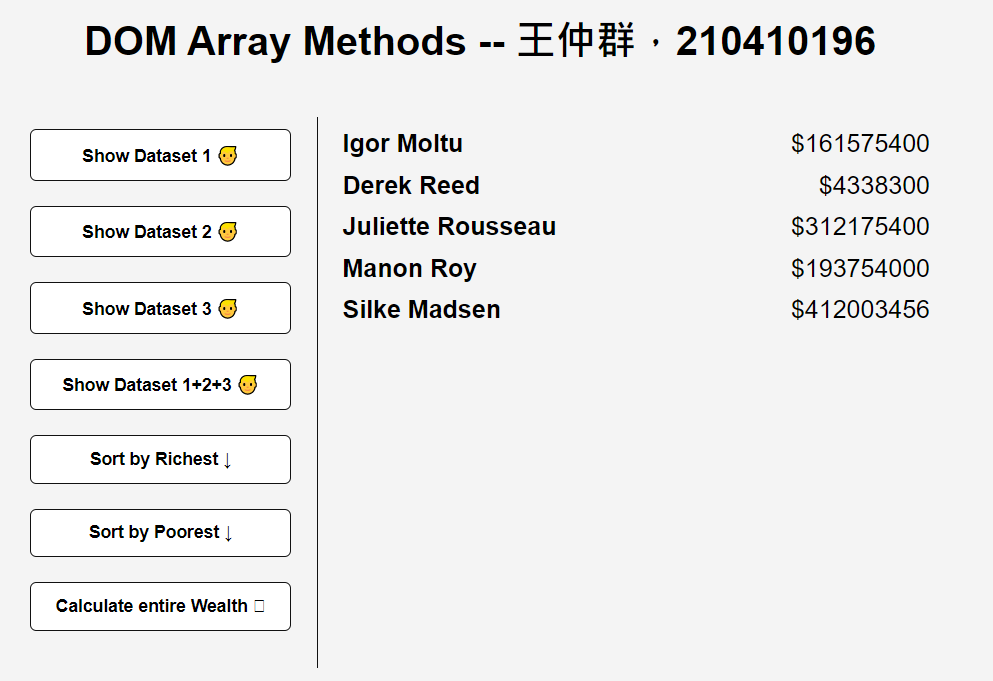 DOM Array Methods -- 王仲群，210410196
Show Dataset 1 👱
Show Dataset 2 👱
Show Dataset 3 👱
Show Dataset 1+2+3 👱
Sort by Richest ↓
Sort by Poorest ↓
Calculate entire Wealth
Igor Moltu $161575400
Derek Reed $4338300
Juliette Rousseau $312175400
Manon Roy $193754000
Silke Madsen $412003456